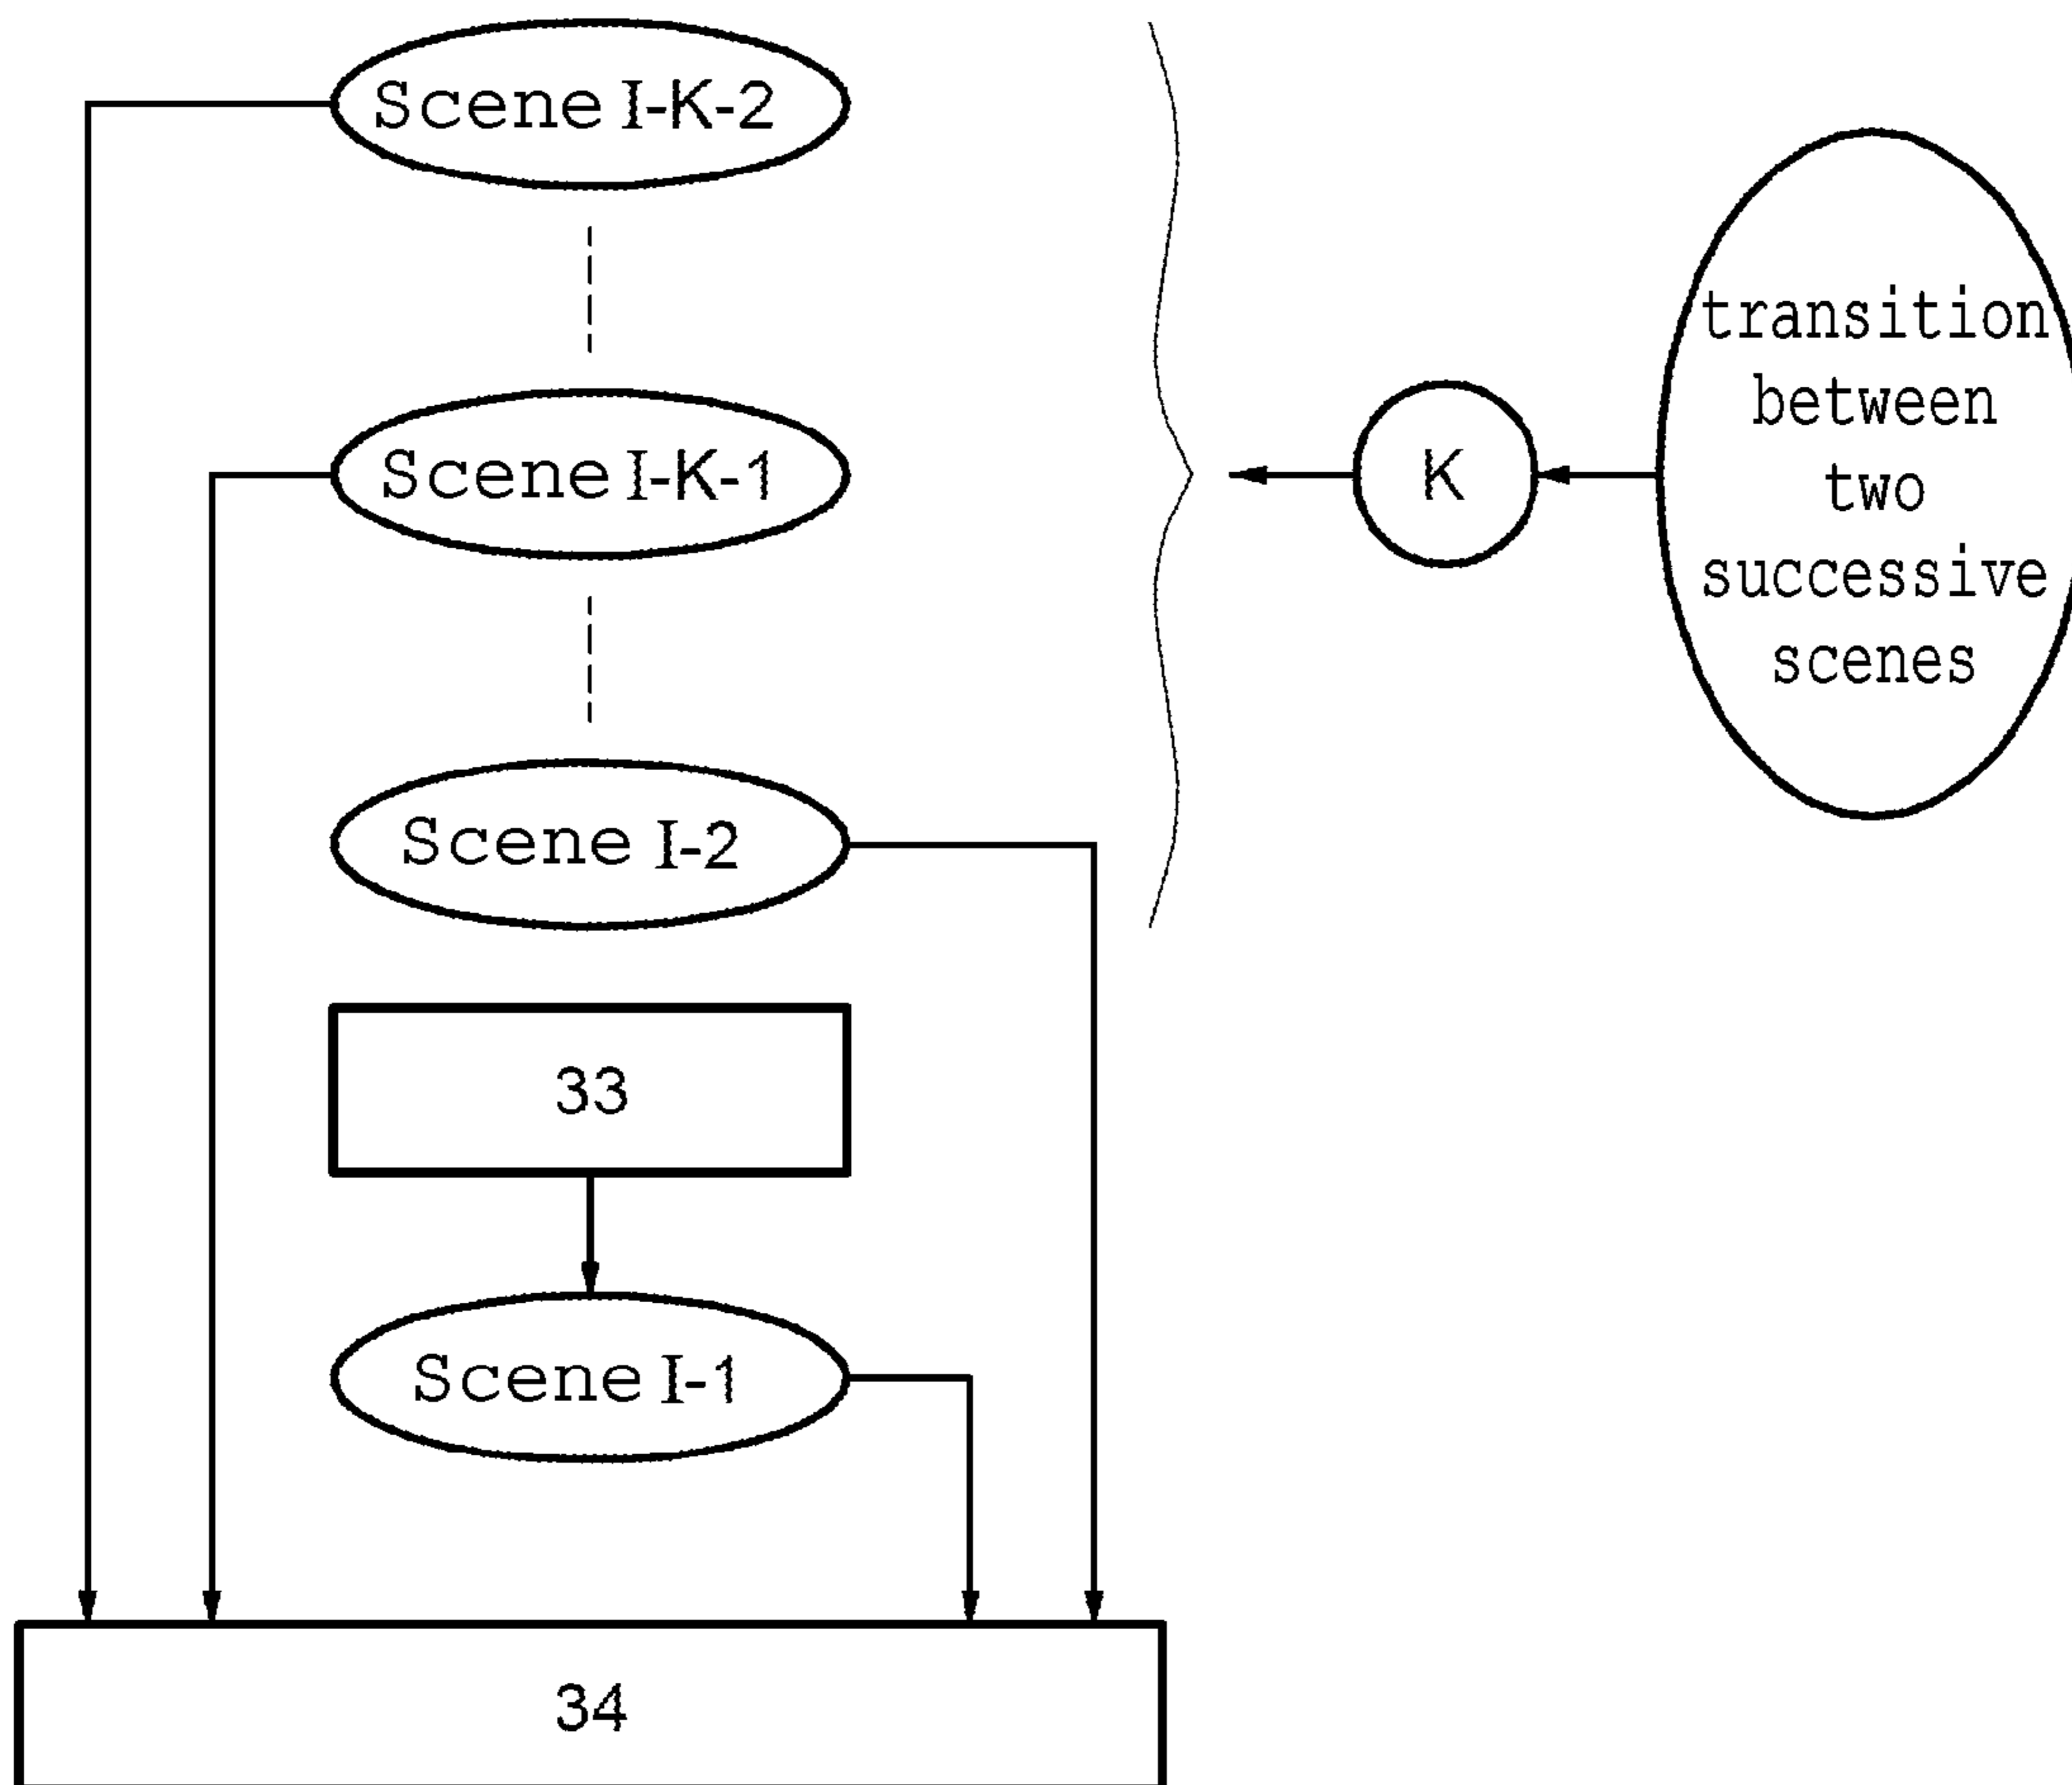 Scene I-K-2
Scene I-K-1
Scene I-2
33
Scene I-1
34
K
transition
between
two
successive
scenes